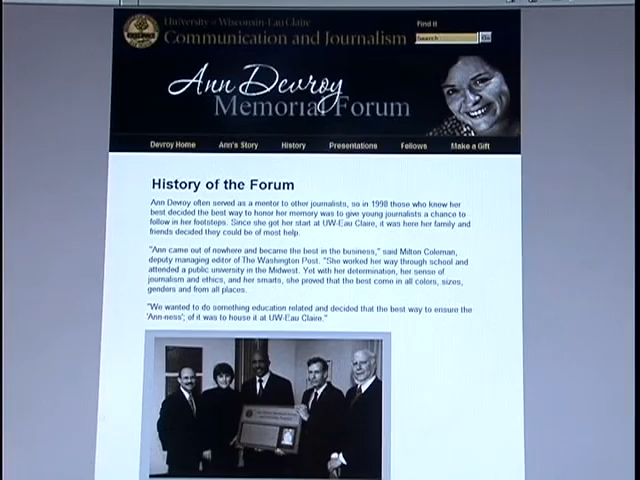 University of Wisconsin-Eau Claire
Communication and Journalism
Find it
Search
Go
Ann Devroy
Memorial Forum
Devroy Home
Ann's Story
History
Presentations
Fellows
Make a Gift
History of the Forum
Ann Devroy often served as a mentor to other journalists, so in 1998 those who knew her
best decided the best way to honor her memory was to give young journalists a chance to
follow in her footsteps. Since she got her start at UW-Eau Claire, it was here her family and
friends decided they could be of most help.
"Ann came out of nowhere and became the best in the business," said Milton Coleman,
deputy managing editor of The Washington Post. "She worked her way through school and
attended a public university in the Midwest. Yet with her determination, her sense of
journalism and ethics, and her smarts, she proved that the best come in all colors, sizes,
genders and from all places.
"We wanted to do something education related and decided that the best way to ensure the
'Ann-ness'; of it was to house it at UW-Eau Claire."